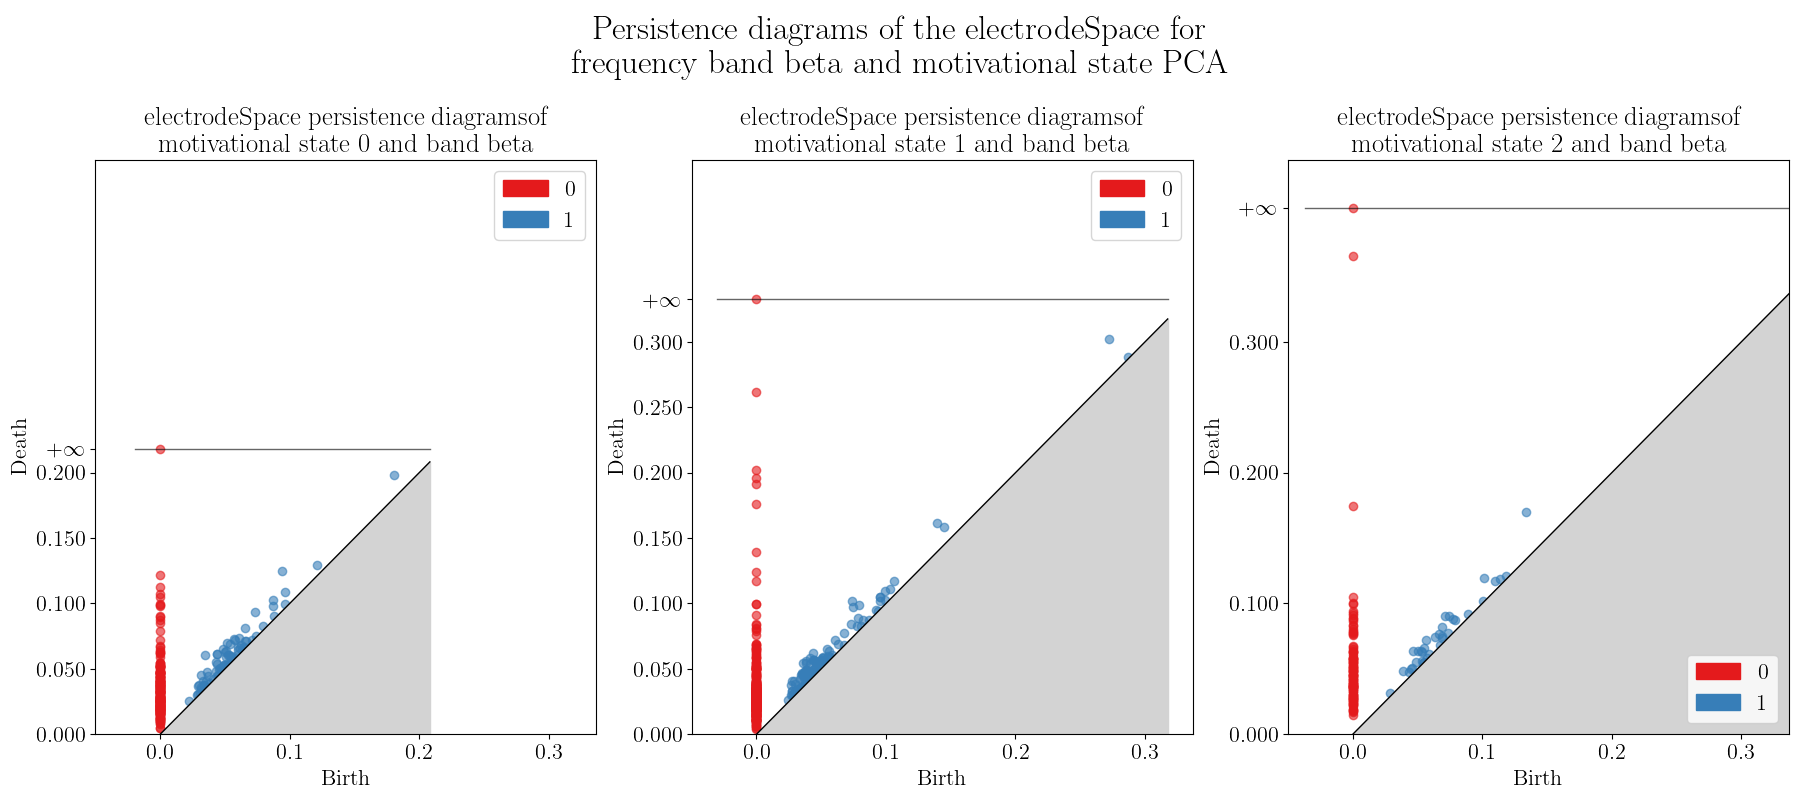 Persistence diagrams of the electrodeSpace for
frequency band beta and motivational state PCA
electrodeSpace persistence diagramsof
motivational state 0 and band beta
0
1
Death
+∞
0.200
0.150
0.100
0.050
0.000
0.0
0.1
0.2
0.3
Birth
electrodeSpace persistence diagramsof
motivational state 1 and band beta
0
1
Death
+∞
0.300
0.250
0.200
0.150
0.100
0.050
0.000
0.0
0.1
0.2
0.3
Birth
electrodeSpace persistence diagramsof
motivational state 2 and band beta
Death
+∞
0.300
0.200
0.100
0.000
0
1
0.0
0.1
0.2
0.3
Birth